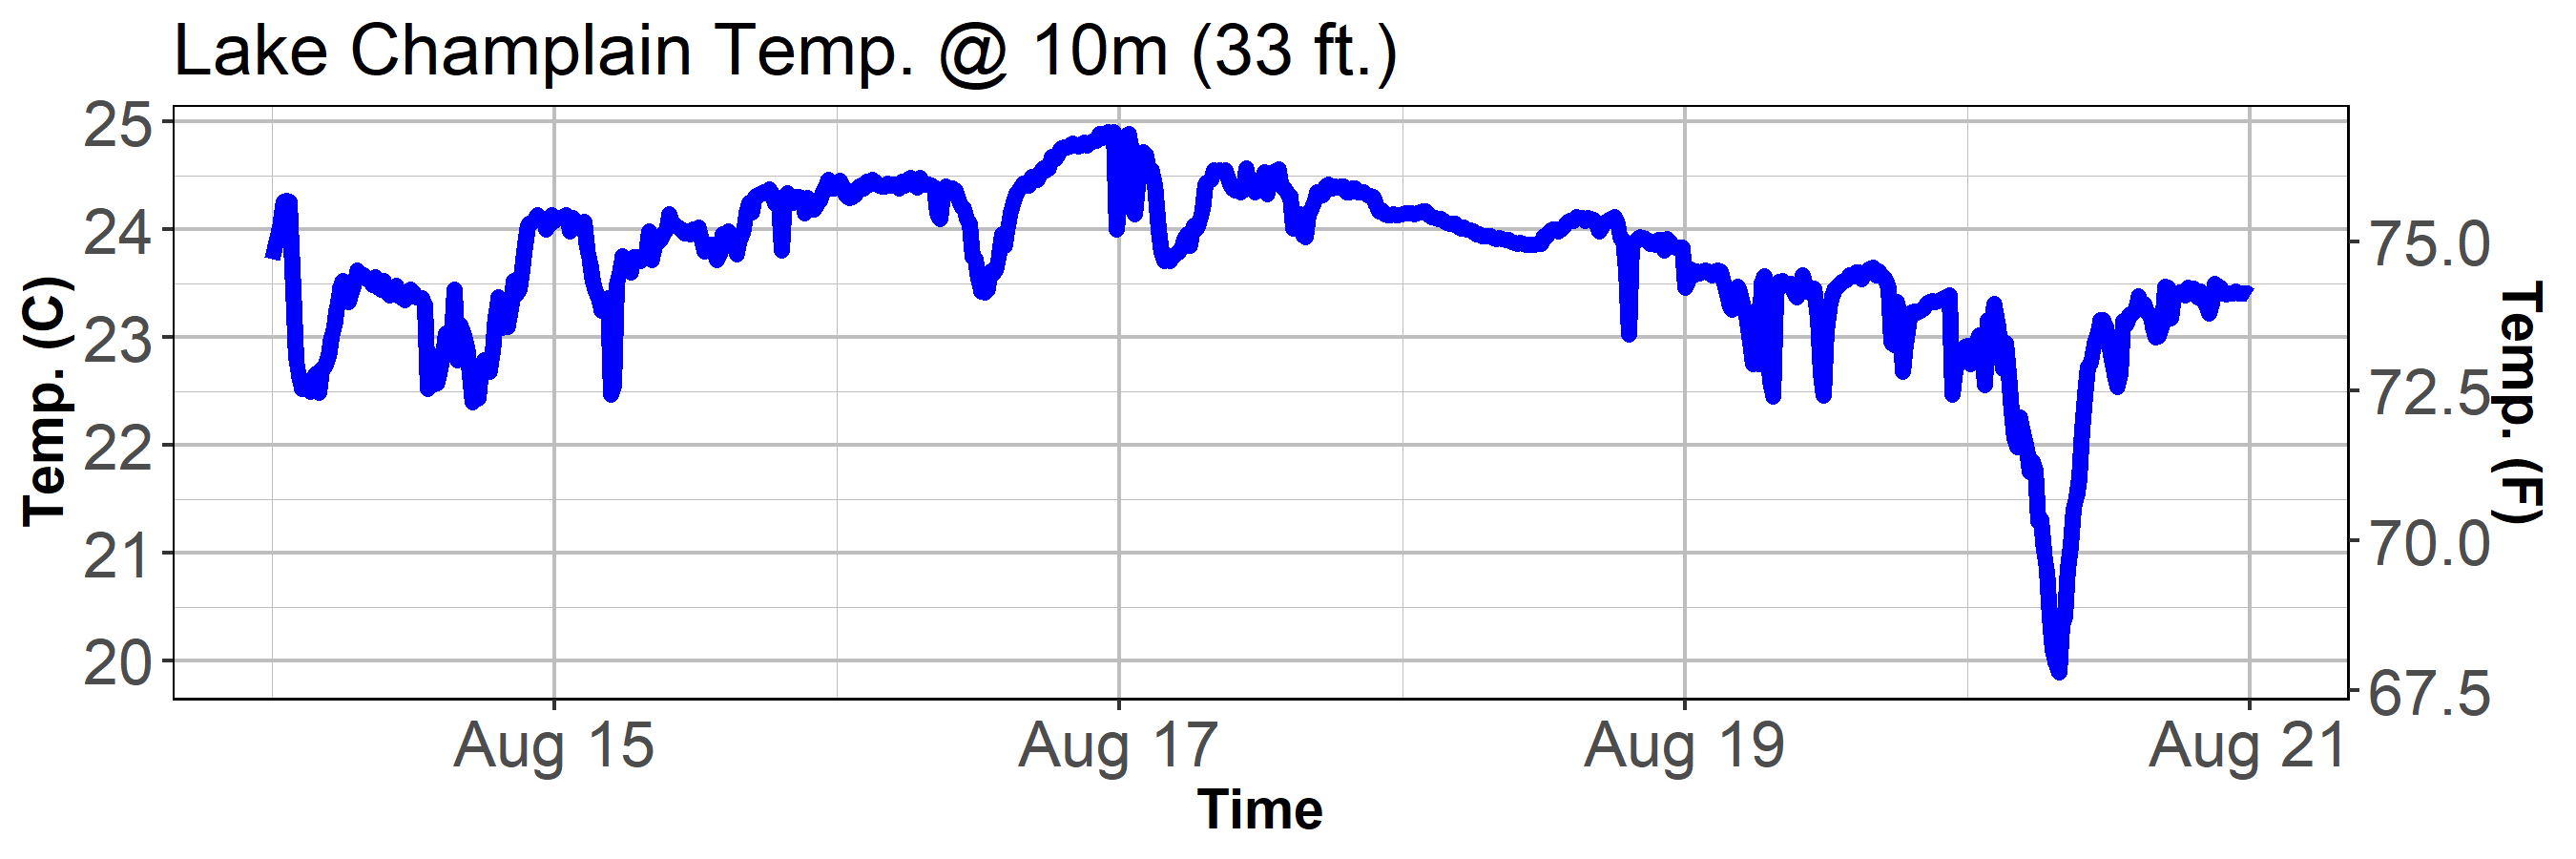 Lake Champlain Temp. @ 10m (33 ft.)
25
24
23
22
21
20
Temp. (C)
75.0
72.5
70.0
67.5
Temp. (F)
Aug 15
Aug 17
Aug 19
Aug 21
Time